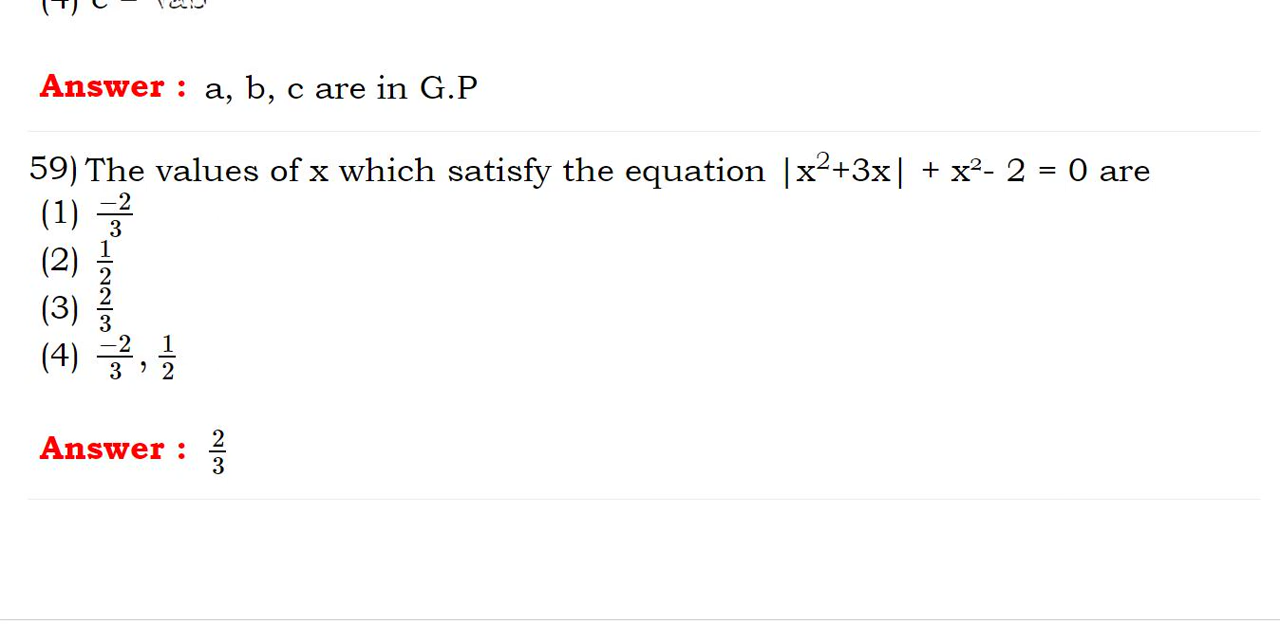 Answer : a, b, c are in G.P
59) The values of x which satisfy the equation |x²+3x| + x²- 2 = 0 are
(1) −2/3
(2) 1/2
(3) 2/3
(4) −2/3, 1/2
Answer : 2/3